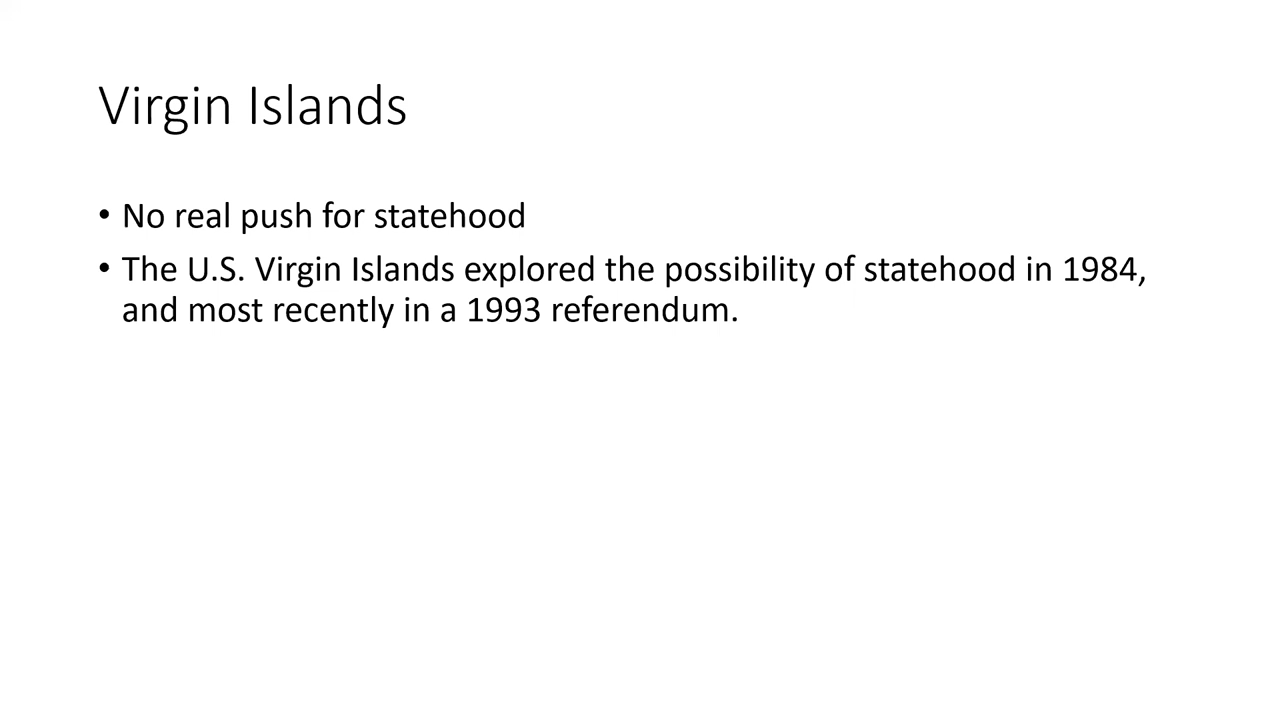 Virgin Islands
• No real push for statehood
• The U.S. Virgin Islands explored the possibility of statehood in 1984,
and most recently in a 1993 referendum.